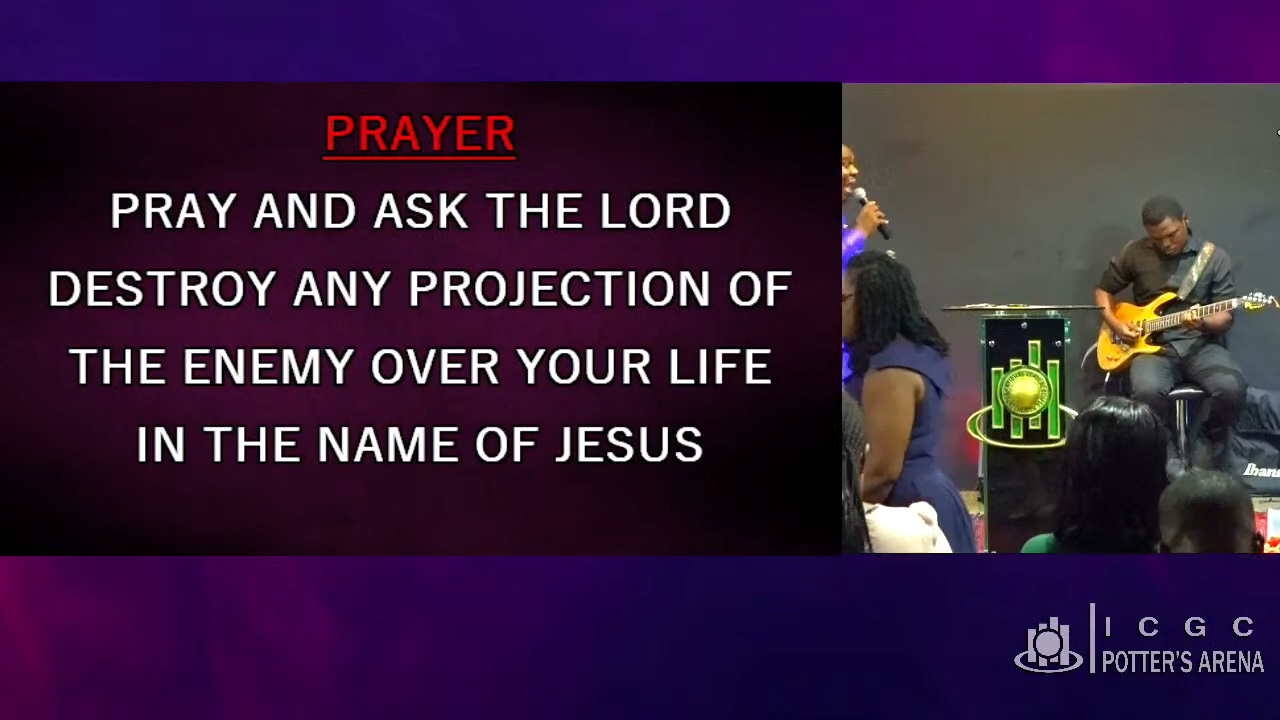 PRAYER
PRAY AND ASK THE LORD
DESTROY ANY PROJECTION OF
THE ENEMY OVER YOUR LIFE
IN THE NAME OF JESUS
I C G C
POTTER'S ARENA